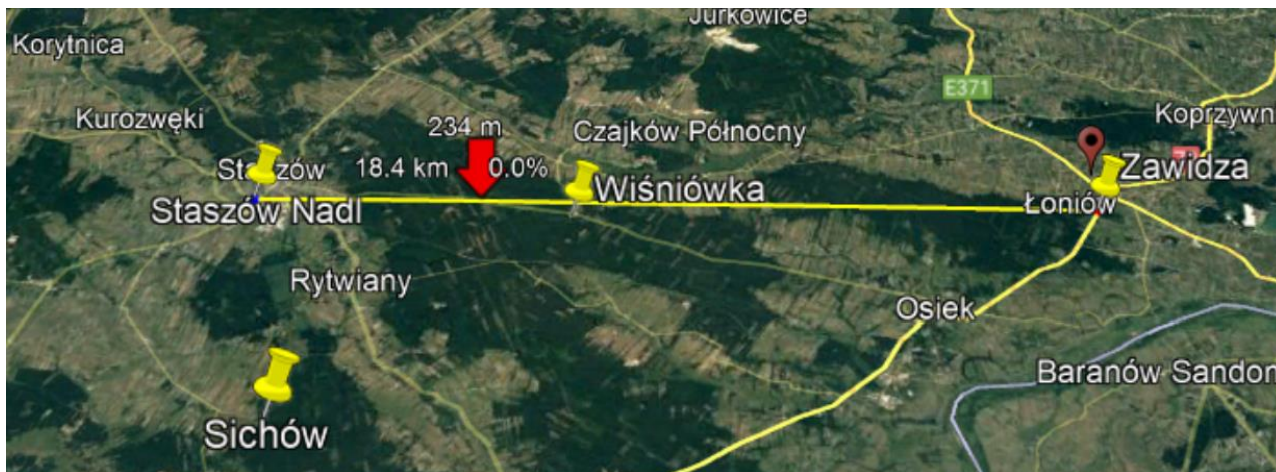 Jurkowice
Korytnica
E371
Kurozwęki
Koprzywn
234 m
Czajków Północny
Staszów
18.4 km
0.0%
Zawidza
Wiśniówka
Staszów Nadl
Łoniów
Rytwiany
Osiek
Baranów Sandom
Sichów